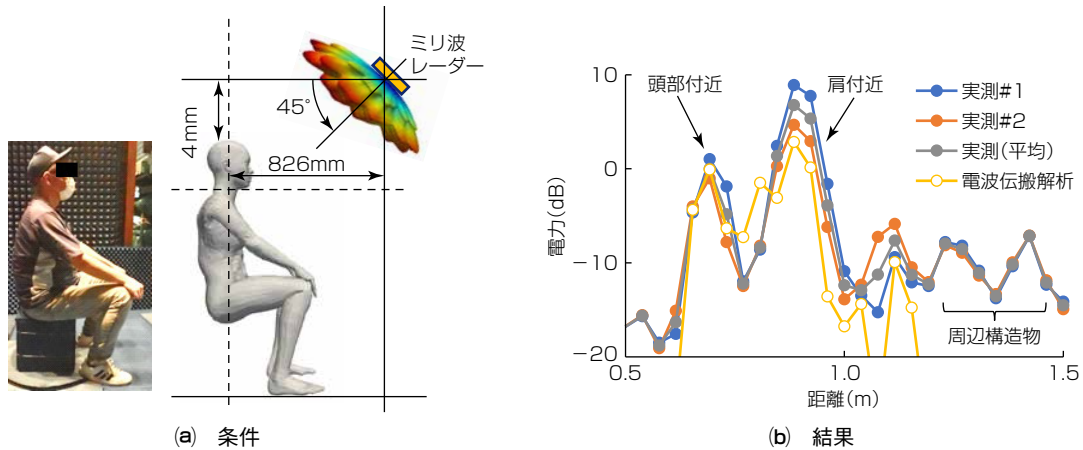 ミリ波
レーダー
45°
4mm
826mm
(a) 条件
10
0
−10
−20
電力(dB)
頭部付近
肩付近
実測#1
実測#2
実測(平均)
電波伝搬解析
周辺構造物
0.5
1.0
1.5
距離(m)
(b) 結果